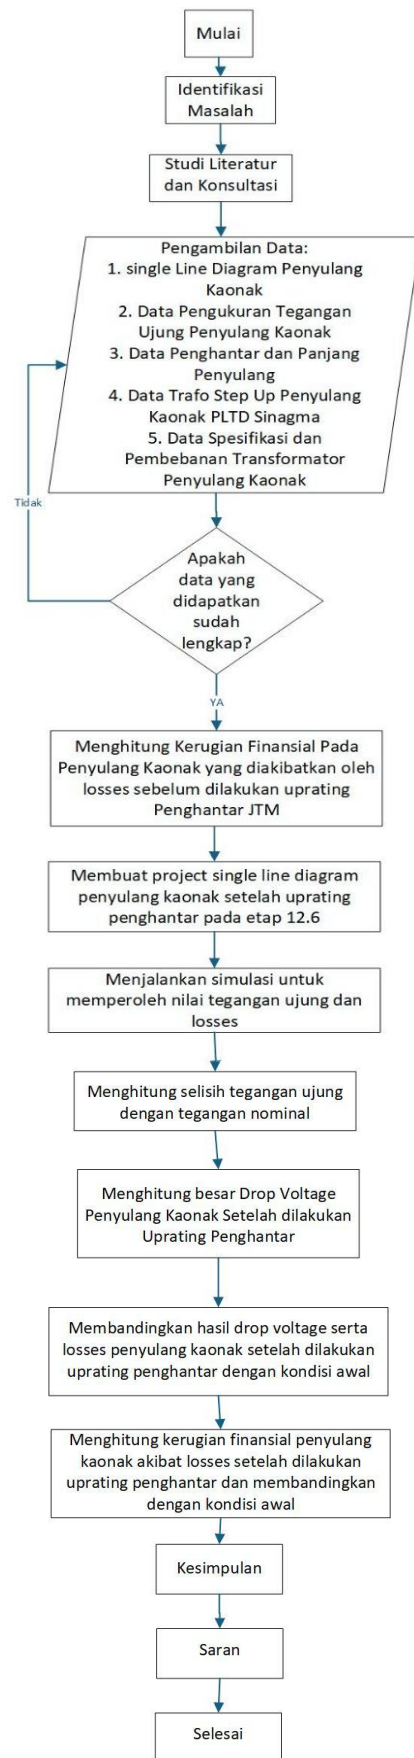 Mulai
Identifikasi
Masalah
Studi Literatur
dan Konsultasi
Pengambilan Data:
1. single Line Diagram Penyulang
Kaonak
2. Data Pengukuran Tegangan
Ujung Penyulang Kaonak
3. Data Penghantar dan Panjang
Penyulang
4. Data Trafo Step Up Penyulang
Kaonak PLTD Sinagma
5. Data Spesifikasi dan
Pembebanan Transformator
Penyulang Kaonak
Tidak
Apakah
data yang
didapatkan
sudah
lengkap?
YA
Menghitung Kerugian Finansial Pada
Penyulang Kaonak yang diakibatkan oleh
losses sebelum dilakukan uprating
Penghantar JTM
Membuat project single line diagram
penyulang kaonak setelah uprating
penghantar pada etap 12.6
Menjalankan simulasi untuk
memperoleh nilai tegangan ujung dan
losses
Menghitung selisih tegangan ujung
dengan tegangan nominal
Menghitung besar Drop Voltage
Penyulang Kaonak Setelah dilakukan
Uprating Penghantar
Membandingkan hasil drop voltage serta
losses penyulang kaonak setelah dilakukan
uprating penghantar dengan kondisi awal
Menghitung kerugian finansial penyulang
kaonak akibat losses setelah dilakukan
uprating penghantar dan membandingkan
dengan kondisi awal
Kesimpulan
Saran
Selesai